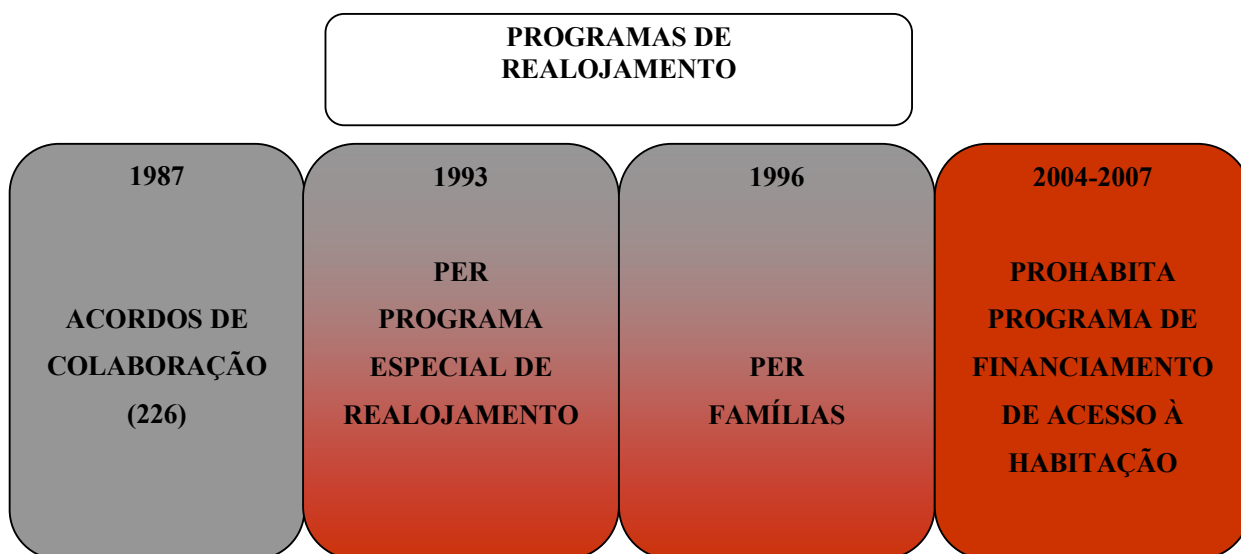 PROGRAMAS DE
REALOJAMENTO
1987
ACORDOS DE
COLABORAÇÃO
(226)
1993
PER
PROGRAMA
ESPECIAL DE
REALOJAMENTO
1996
PER
FAMÍLIAS
2004-2007
PROHABITA
PROGRAMA DE
FINANCIAMENTO
DE ACESSO À
HABITAÇÃO